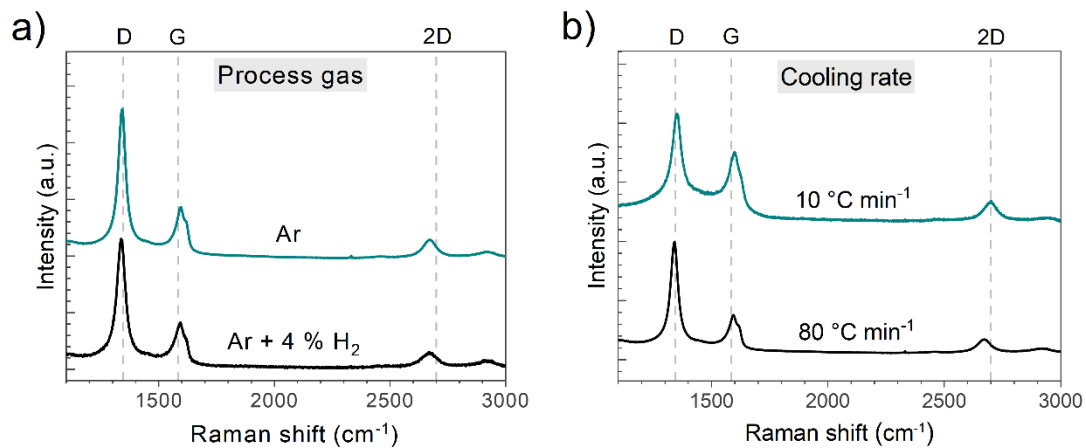 a)
D G 2D
Process gas
Ar
Ar + 4 % H₂
Intensity (a.u.)
1500 2000 2500 3000
Raman shift (cm⁻¹)
b)
D G 2D
Cooling rate
10 °C min⁻¹
80 °C min⁻¹
Intensity (a.u.)
1500 2000 2500 3000
Raman shift (cm⁻¹)